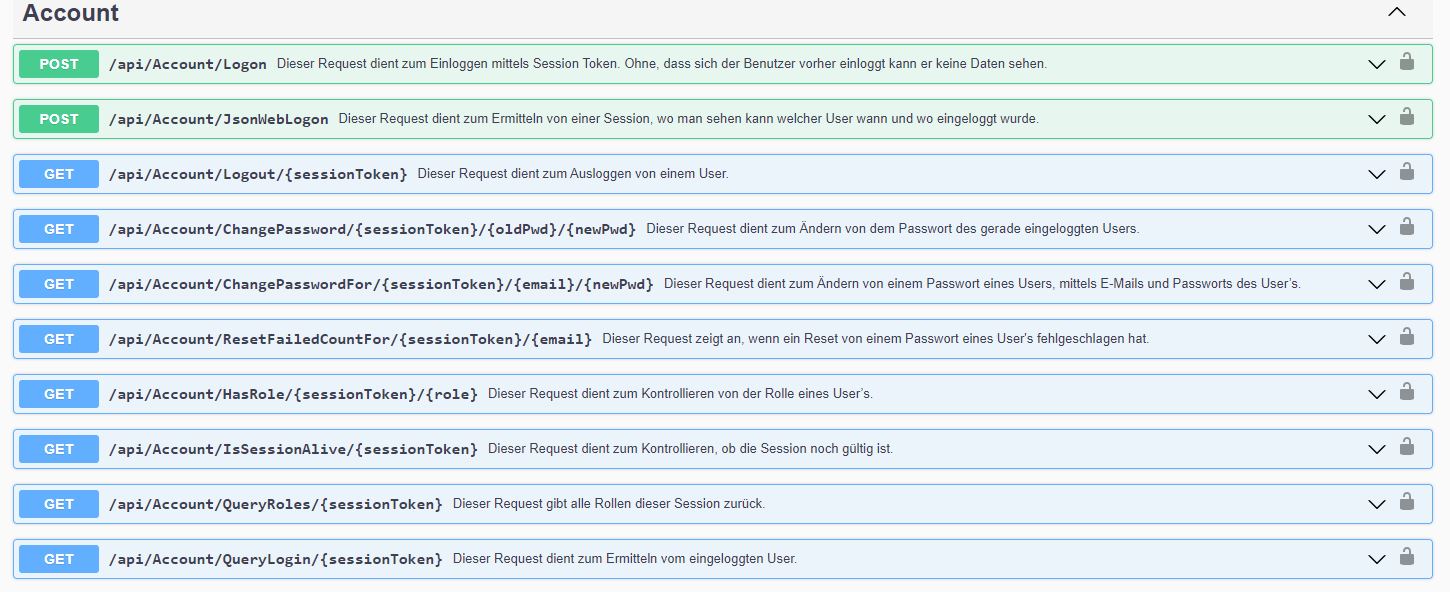 Account
POST /api/Account/Logon Dieser Request dient zum Einloggen mittels Session Token. Ohne, dass sich der Benutzer vorher einloggt kann er keine Daten sehen.
POST /api/Account/JsonWebLogon Dieser Request dient zum Ermitteln von einer Session, wo man sehen kann welcher User wann und wo eingeloggt wurde.
GET /api/Account/Logout/{sessionToken} Dieser Request dient zum Ausloggen von einem User.
GET /api/Account/ChangePassword/{sessionToken}/{oldPwd}/{newPwd} Dieser Request dient zum Ändern von dem Passwort des gerade eingeloggten Users.
GET /api/Account/ChangePasswordFor/{sessionToken}/{email}/{newPwd} Dieser Request dient zum Ändern von einem Passwort eines Users, mittels E-Mails und Passworts des User’s.
GET /api/Account/ResetFailedCountFor/{sessionToken}/{email} Dieser Request zeigt an, wenn ein Reset von einem Passwort eines User's fehlgeschlagen hat.
GET /api/Account/HasRole/{sessionToken}/{role} Dieser Request dient zum Kontrollieren von der Rolle eines User’s.
GET /api/Account/IsSessionAlive/{sessionToken} Dieser Request dient zum Kontrollieren, ob die Session noch gültig ist.
GET /api/Account/QueryRoles/{sessionToken} Dieser Request gibt alle Rollen dieser Session zurück.
GET /api/Account/QueryLogin/{sessionToken} Dieser Request dient zum Ermitteln vom eingeloggten User.